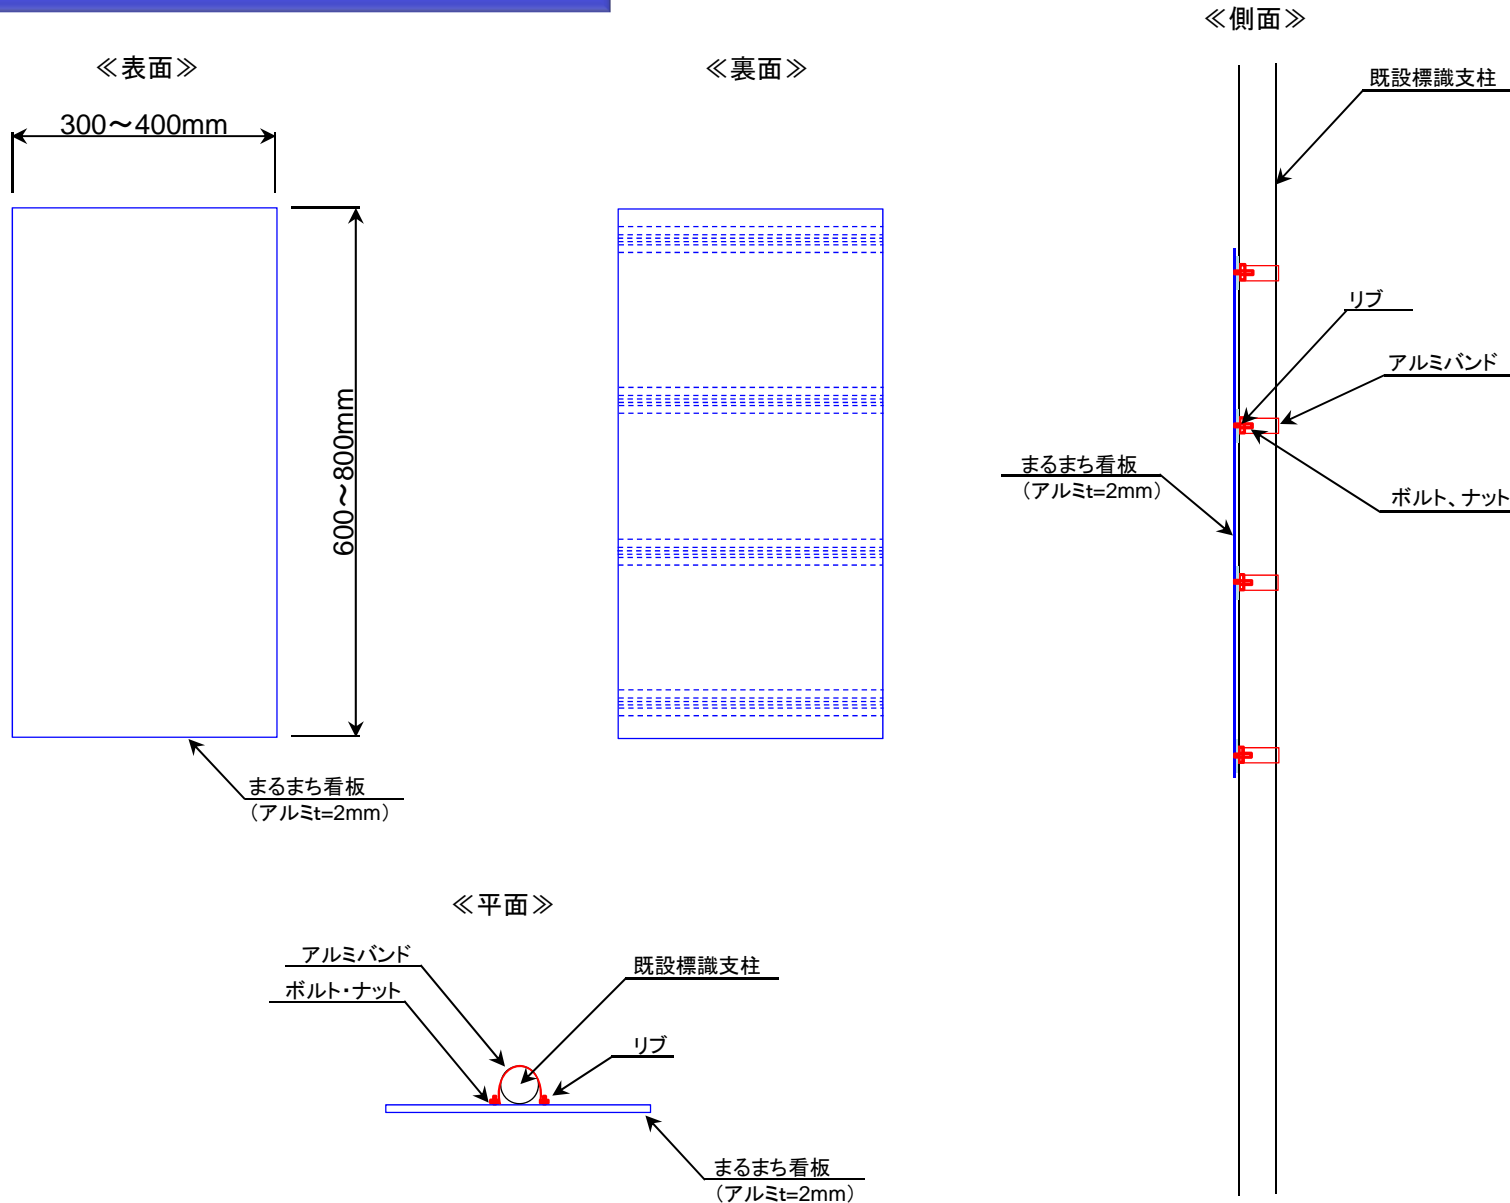 ≪表面≫
300～400mm
600～800mm
まるまち看板
（アルミt=2mm）
≪裏面≫
≪側面≫
既設標識支柱
リブ
アルミバンド
まるまち看板
（アルミt=2mm）
ボルト、ナット
≪平面≫
アルミバンド
既設標識支柱
ボルト・ナット
リブ
まるまち看板
（アルミt=2mm）